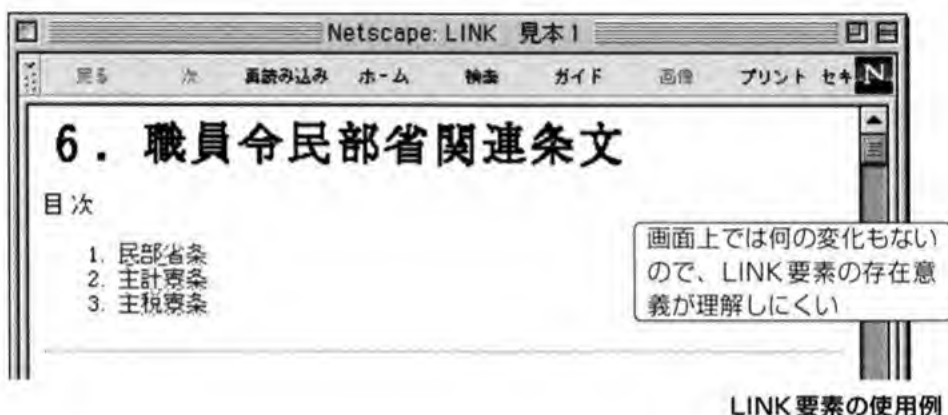 Netscape: LINK 見本1
戻る 次 再読み込み ホーム 検索 ガイド 画像 プリント セキ N
6. 職員令民部省関連条文
目次
1. 民部省条
2. 主計寮条
3. 主税寮条
画面上では何の変化もない
ので、LINK要素の存在意
義が理解しにくい
LINK要素の使用例